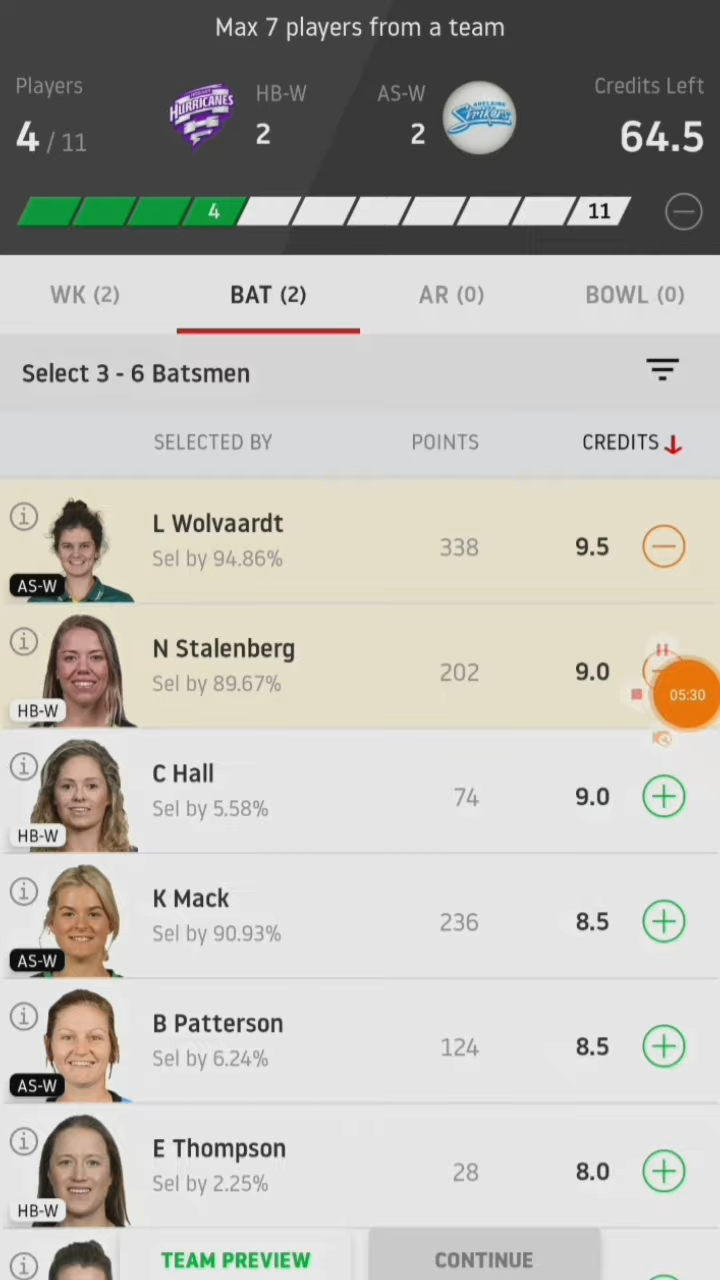 Max 7 players from a team
Players
HB-W
AS-W
Credits Left
4 / 11
HURRICANES
2
2
Strikers
64.5
4
11
WK (2)
BAT (2)
AR (0)
BOWL (0)
Select 3 - 6 Batsmen
SELECTED BY
POINTS
CREDITS
L Wolvaardt
Sel by 94.86%
338
9.5
AS-W
N Stalenberg
Sel by 89.67%
202
9.0
05:30
HB-W
C Hall
Sel by 5.58%
74
9.0
HB-W
K Mack
Sel by 90.93%
236
8.5
AS-W
B Patterson
Sel by 6.24%
124
8.5
AS-W
E Thompson
Sel by 2.25%
28
8.0
HB-W
TEAM PREVIEW
CONTINUE